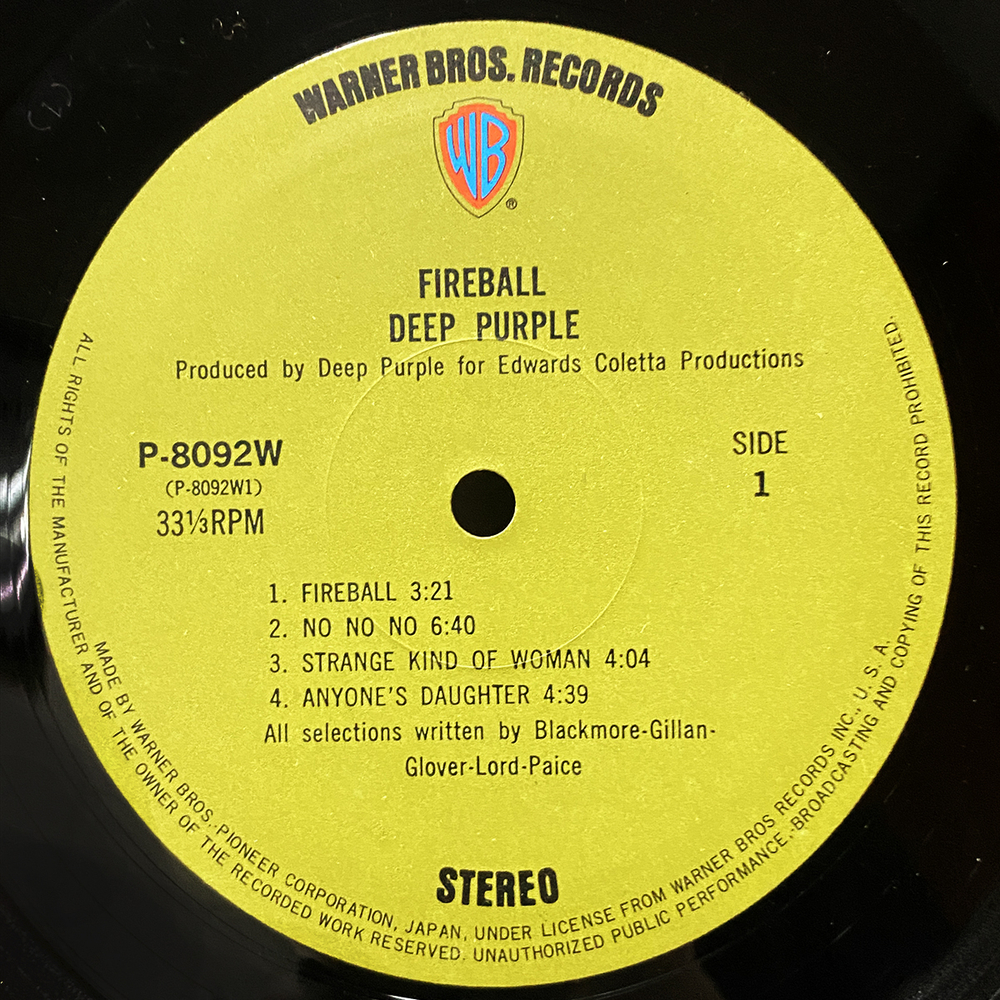 WARNER BROS. RECORDS
WB
®
FIREBALL
DEEP PURPLE
Produced by Deep Purple for Edwards Coletta Productions
P-8092W
(P-8092W1)
33⅓RPM
SIDE
1
1. FIREBALL 3:21
2. NO NO NO 6:40
3. STRANGE KIND OF WOMAN 4:04
4. ANYONE'S DAUGHTER 4:39
All selections written by Blackmore-Gillan-
Glover-Lord-Paice
STEREO
MADE BY WARNER BROS.-PIONEER CORPORATION, JAPAN, UNDER LICENSE FROM WARNER BROS RECORDS INC., U. S. A.
ALL RIGHTS OF THE MANUFACTURER AND OF THE OWNER OF THE RECORDED WORK RESERVED. UNAUTHORIZED PUBLIC PERFORMANCE, BROADCASTING AND COPYING OF THIS RECORD PROHIBITED.